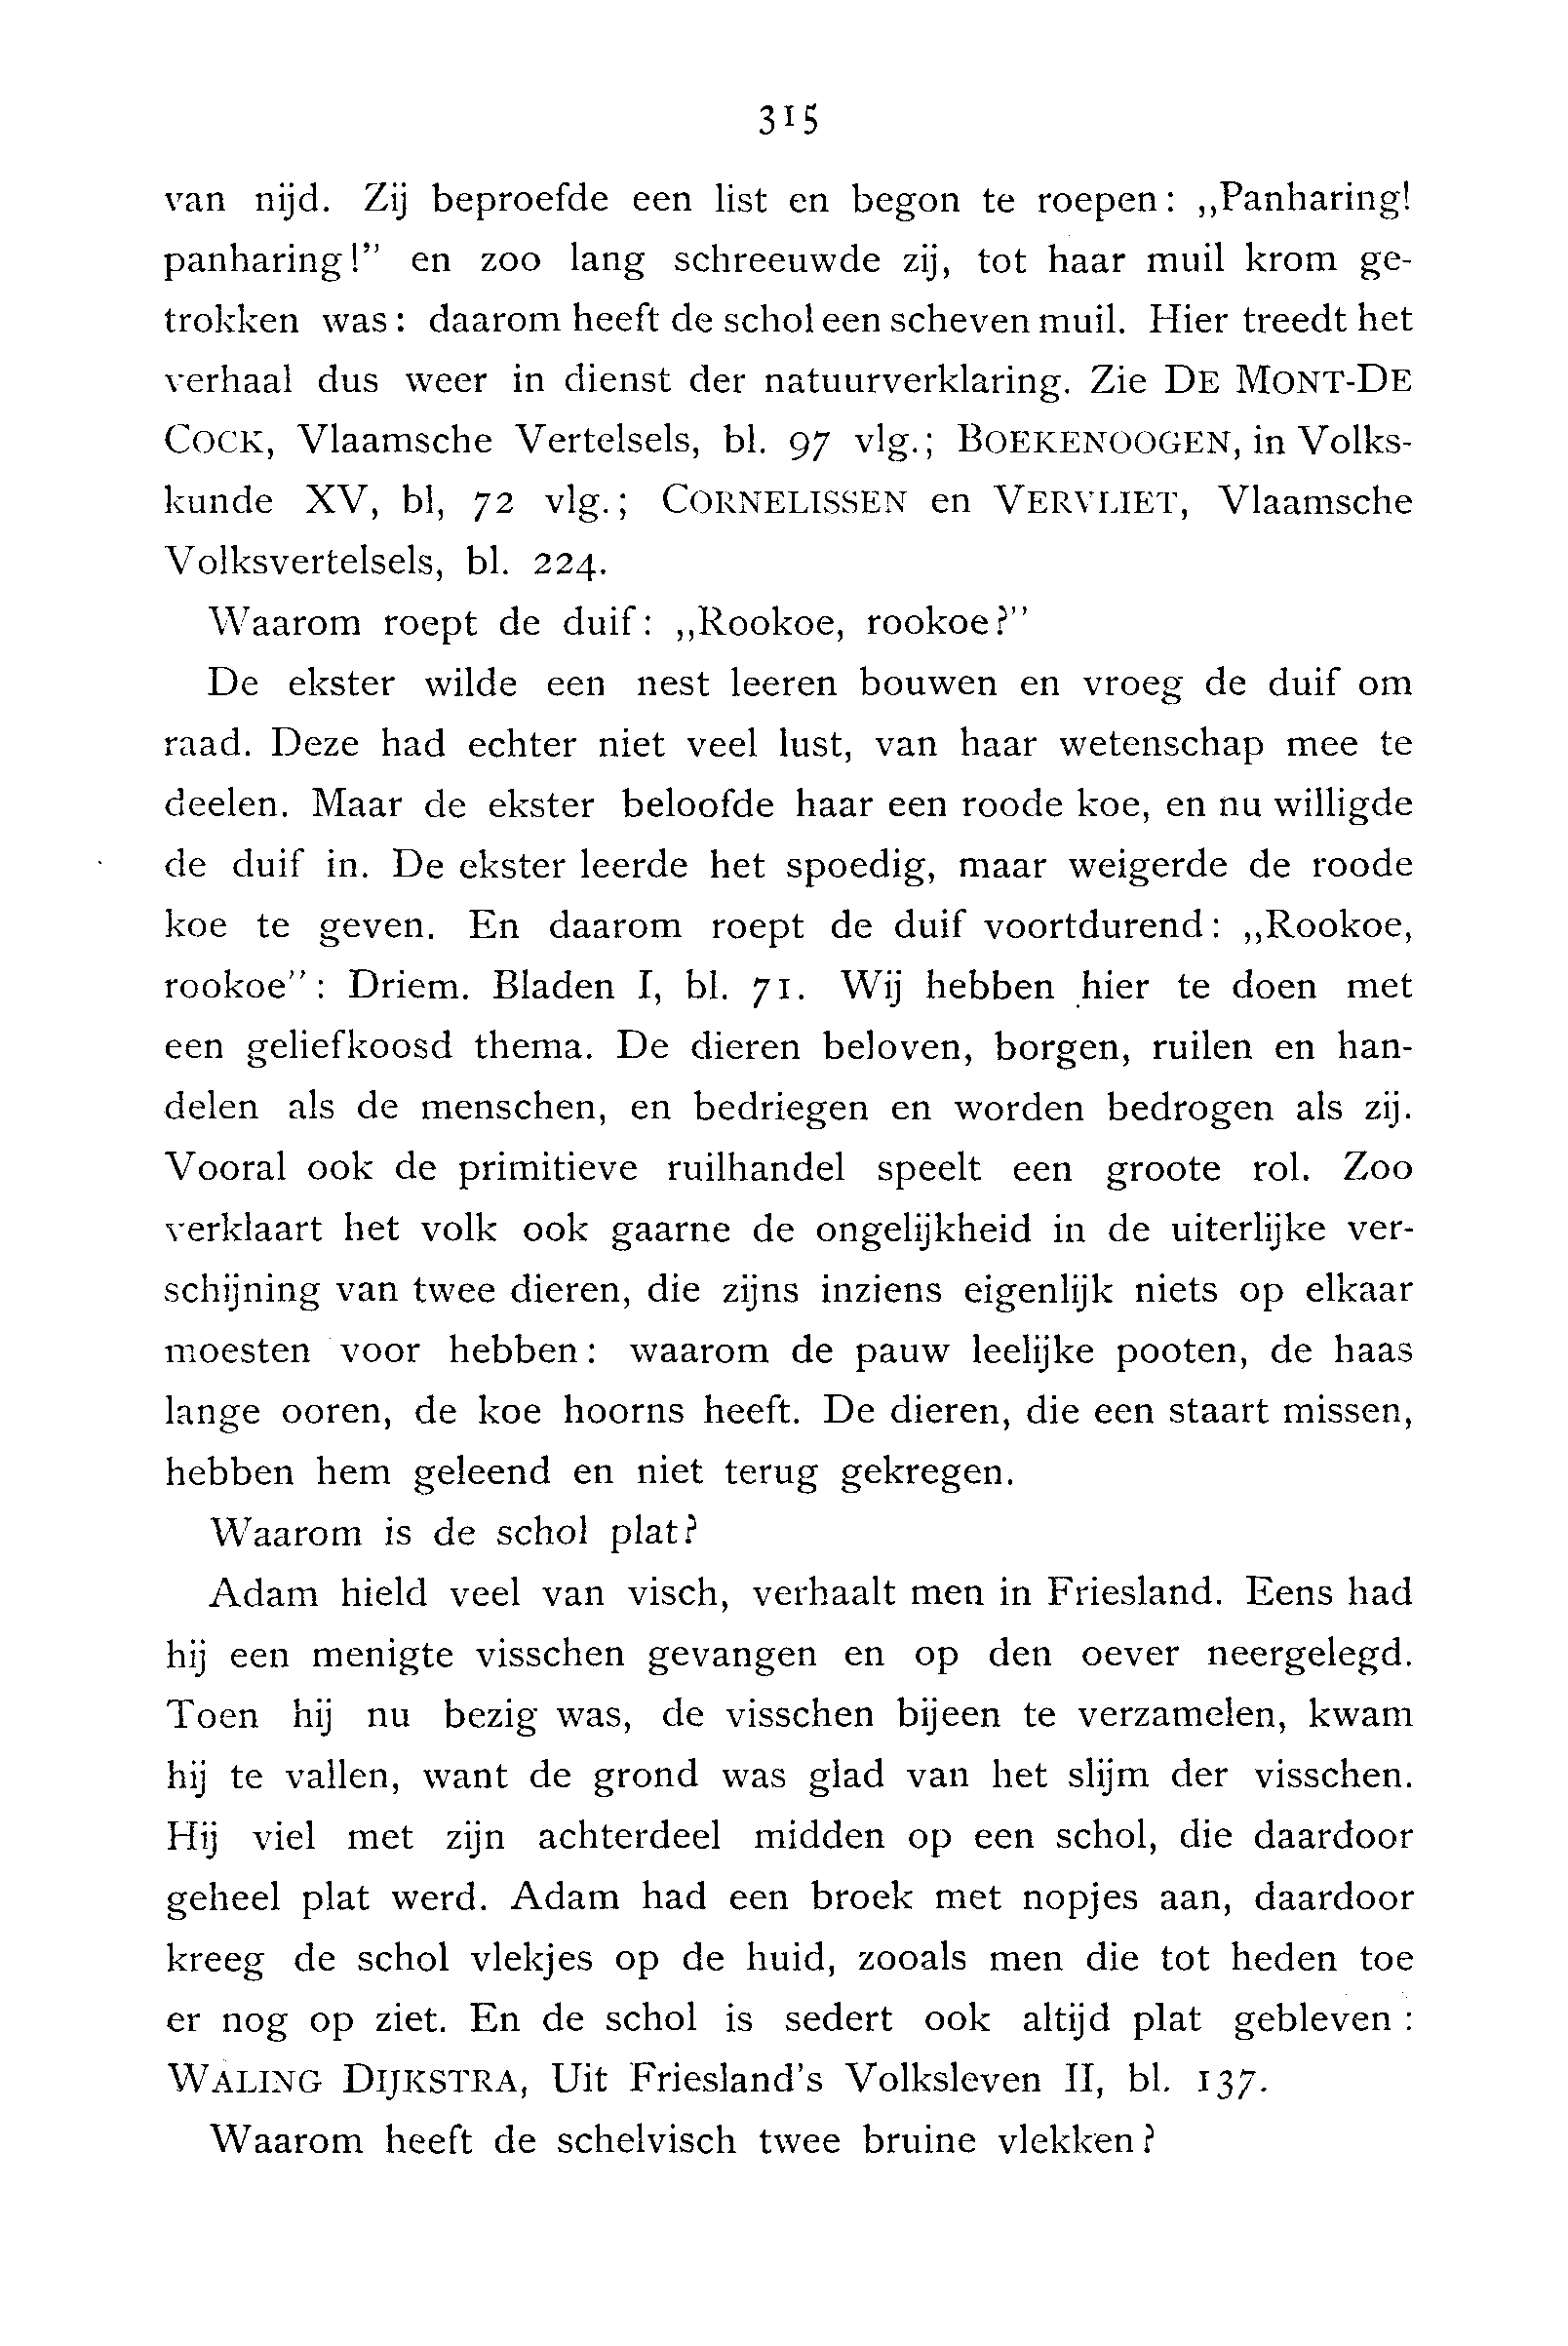 315
van nijd. Zij beproefde een list en begon te roepen: „Panharing!
panharing!” en zoo lang schreeuwde zij, tot haar muil krom ge-
trokken was: daarom heeft de schol een scheven muil. Hier treedt het
verhaal dus weer in dienst der natuurverklaring. Zie DE MONT-DE
COCK, Vlaamsche Vertelsels, bl. 97 vlg.; BOEKENOOGEN, in Volks-
kunde XV, bl, 72 vlg.; CORNELISSEN en VERVLIET, Vlaamsche
Volksvertelsels, bl. 224.
Waarom roept de duif: „Rookoe, rookoe?”
De ekster wilde een nest leeren bouwen en vroeg de duif om
raad. Deze had echter niet veel lust, van haar wetenschap mee te
deelen. Maar de ekster beloofde haar een roode koe, en nu willigde
de duif in. De ekster leerde het spoedig, maar weigerde de roode
koe te geven. En daarom roept de duif voortdurend: „Rookoe,
rookoe”: Driem. Bladen I, bl. 71. Wij hebben hier te doen met
een geliefkoosd thema. De dieren beloven, borgen, ruilen en han-
delen als de menschen, en bedriegen en worden bedrogen als zij.
Vooral ook de primitieve ruilhandel speelt een groote rol. Zoo
verklaart het volk ook gaarne de ongelijkheid in de uiterlijke ver-
schijning van twee dieren, die zijns inziens eigenlijk niets op elkaar
moesten voor hebben: waarom de pauw leelijke pooten, de haas
lange ooren, de koe hoorns heeft. De dieren, die een staart missen,
hebben hem geleend en niet terug gekregen.
Waarom is de schol plat?
Adam hield veel van visch, verhaalt men in Friesland. Eens had
hij een menigte visschen gevangen en op den oever neergelegd.
Toen hij nu bezig was, de visschen bijeen te verzamelen, kwam
hij te vallen, want de grond was glad van het slijm der visschen.
Hij viel met zijn achterdeel midden op een schol, die daardoor
geheel plat werd. Adam had een broek met nopjes aan, daardoor
kreeg de schol vlekjes op de huid, zooals men die tot heden toe
er nog op ziet. En de schol is sedert ook altijd plat gebleven :
WALING DIJKSTRA, Uit Friesland's Volksleven II, bl. 137.
Waarom heeft de schelvisch twee bruine vlekken?